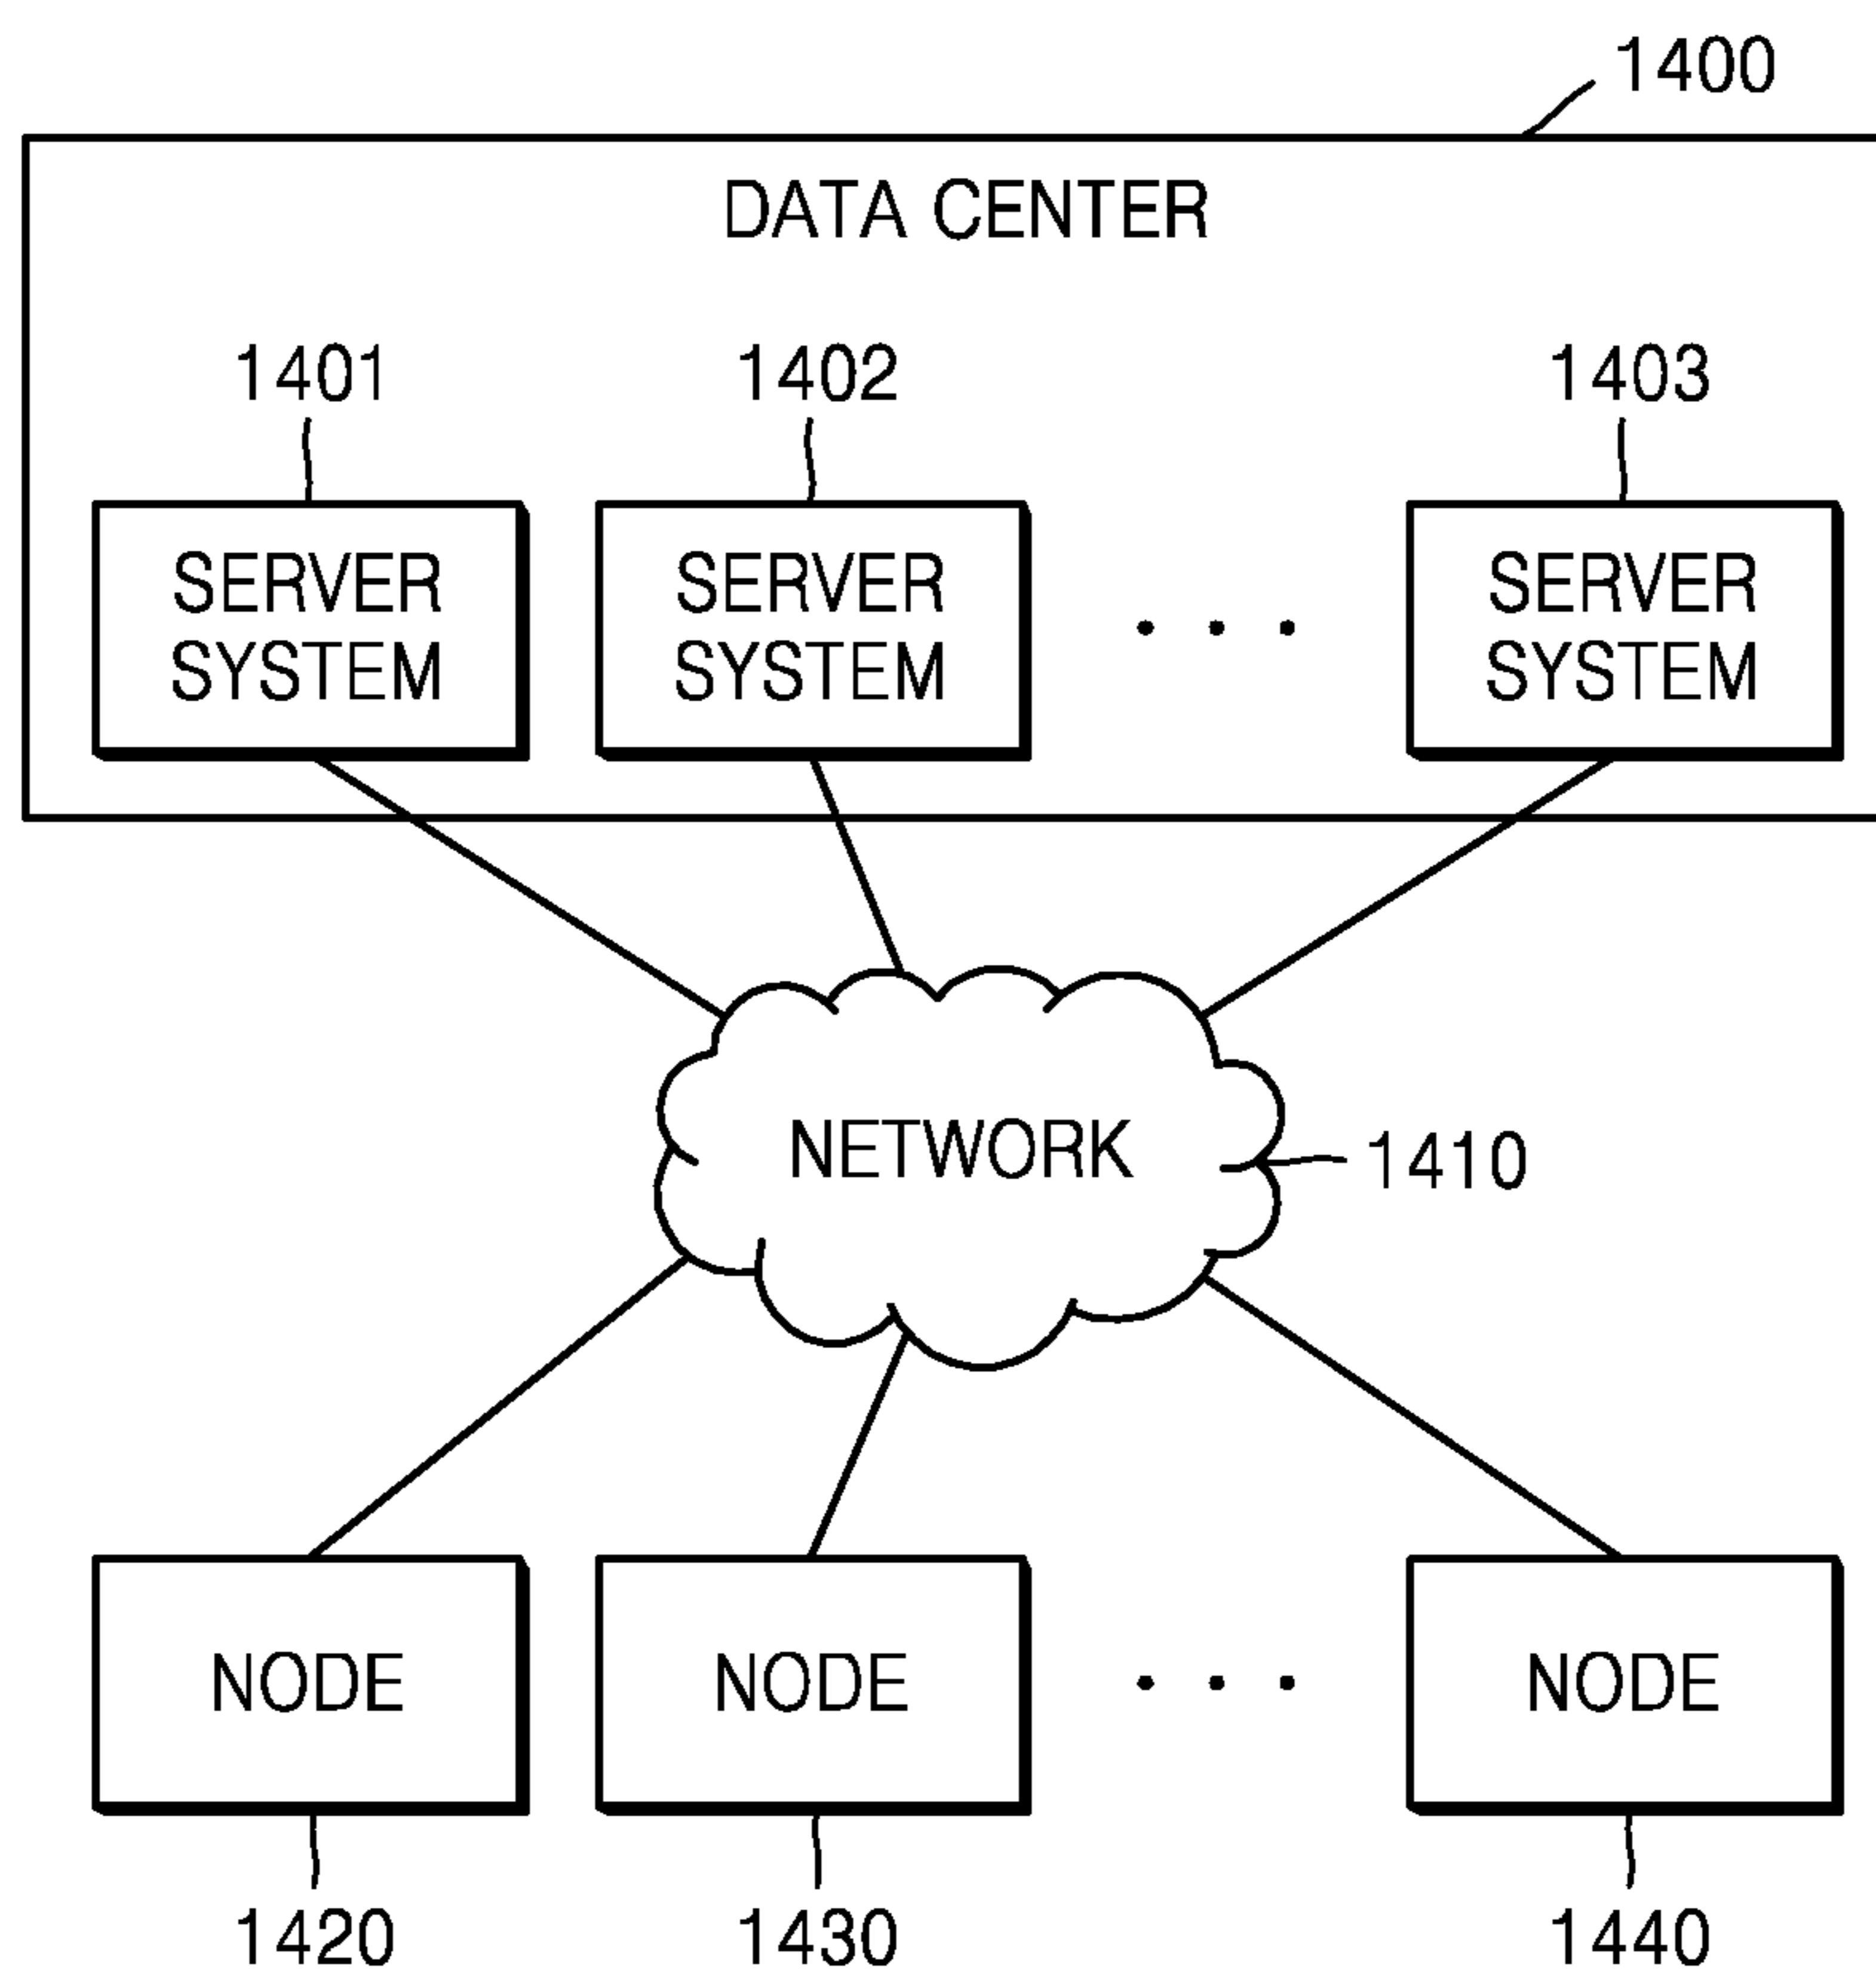 1400
DATA CENTER
1401 1402 1403
SERVER SYSTEM
SERVER SYSTEM
. . .
SERVER SYSTEM
NETWORK
1410
NODE
NODE
. . .
NODE
1420 1430 1440